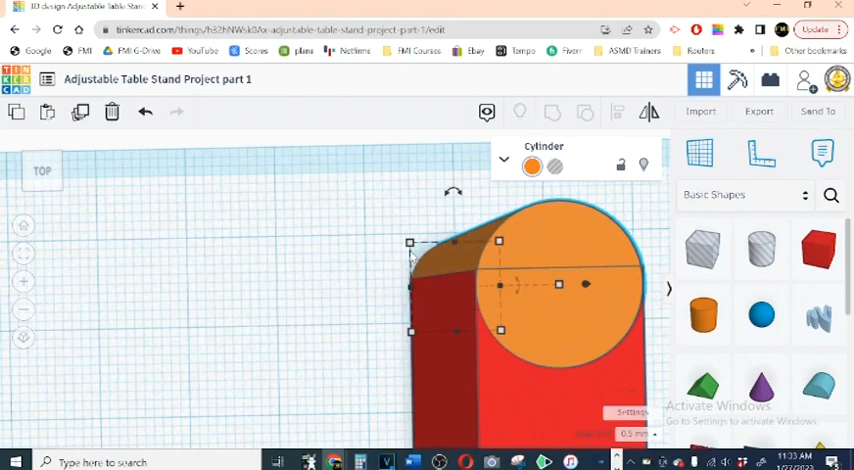 3D design Adjustable Table Stand
tinkercad.com/things/h32hNWsk8Ax-adjustable-table-stand-project-part-1/edit
Update
Google FMI FMI G-Drive YouTube Scores plans Netfirms FMI Courses Ebay Tempo Fiverr ASMD Trainers Routers Other bookmarks
TIN
KER
CAD
Adjustable Table Stand Project part 1
Import Export Send To
Cylinder
TOP
Basic Shapes
Settings
0.5 mm
Activate Windows
Go to Settings to activate Windows.
Type here to search
11:33 AM
1/27/2023